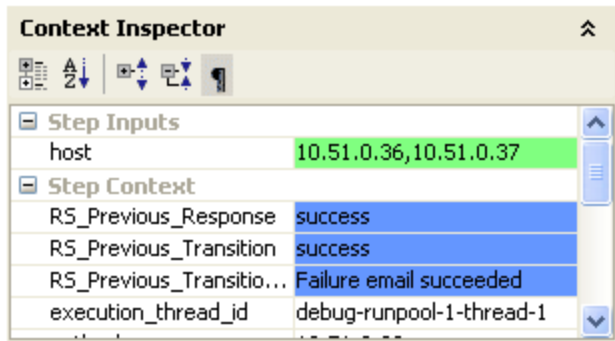 Context Inspector
Step Inputs
host 10.51.0.36,10.51.0.37
Step Context
RS_Previous_Response success
RS_Previous_Transition success
RS_Previous_Transitio... Failure email succeeded
execution_thread_id debug-runpool-1-thread-1